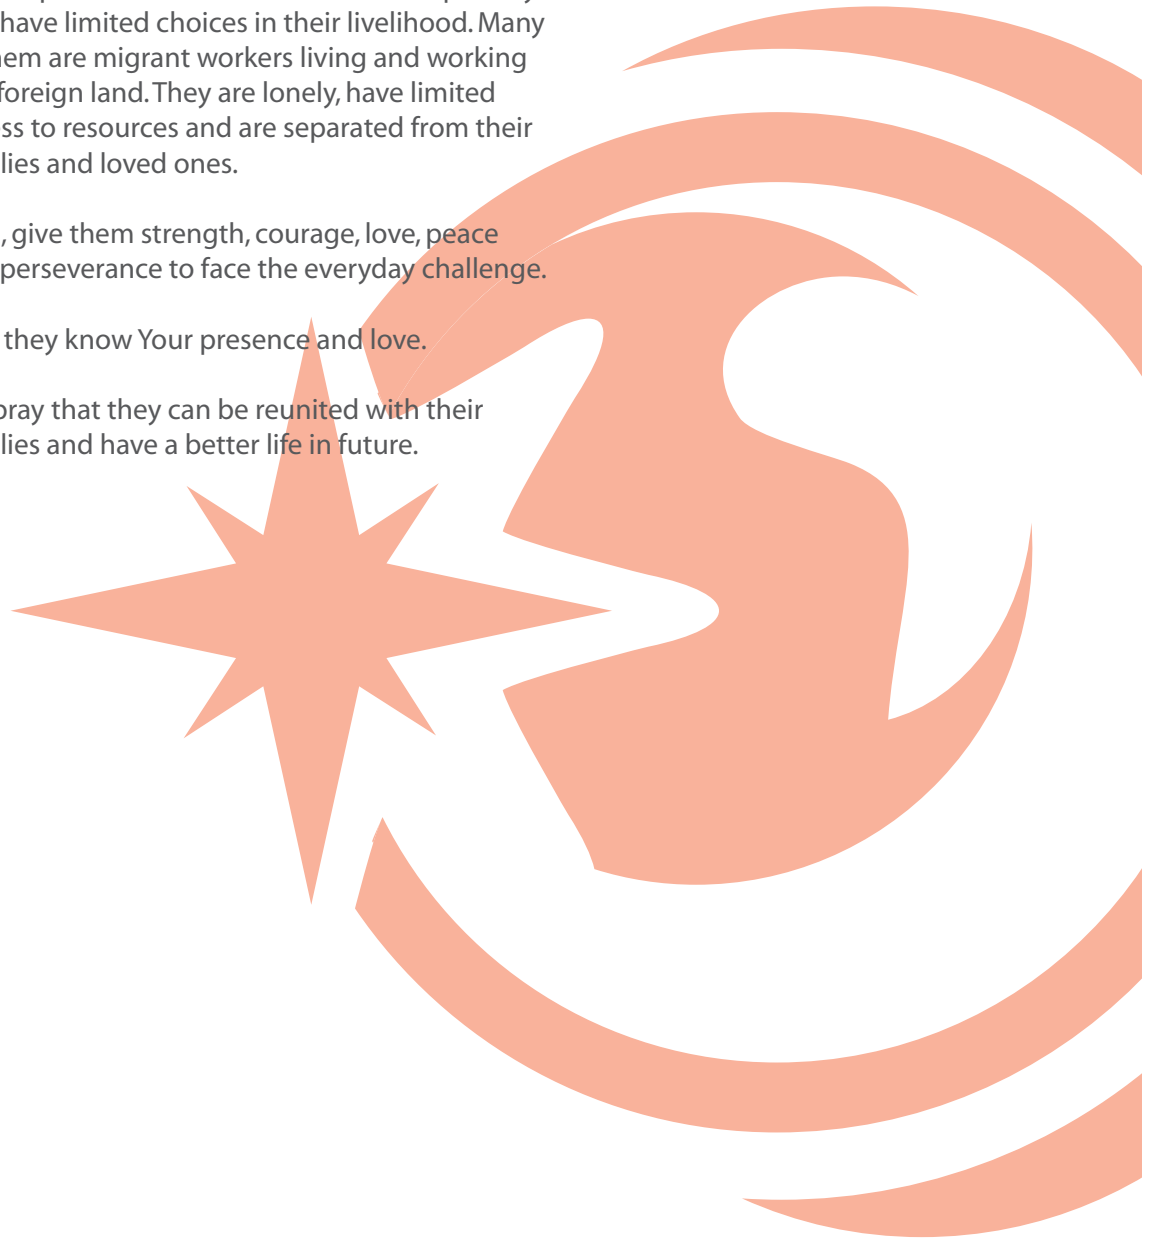 have limited choices in their livelihood. Many
hem are migrant workers living and working
foreign land. They are lonely, have limited
ess to resources and are separated from their
lies and loved ones.
, give them strength, courage, love, peace
perseverance to face the everyday challenge.
they know Your presence and love.
pray that they can be reunited with their
lies and have a better life in future.